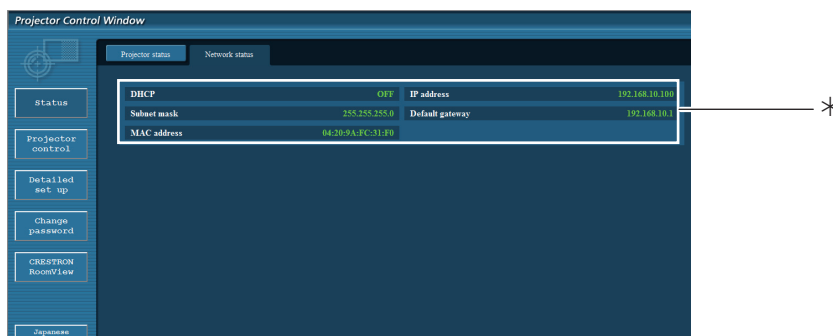 Projector Control Window
Projector status
Network status
DHCP OFF IP address 192.168.10.100
Subnet mask 255.255.255.0 Default gateway 192.168.10.1
MAC address 04:20:9A:FC:31:F0
Status
Projector
control
Detailed
set up
Change
password
CRESTRON
RoomView
Japanese